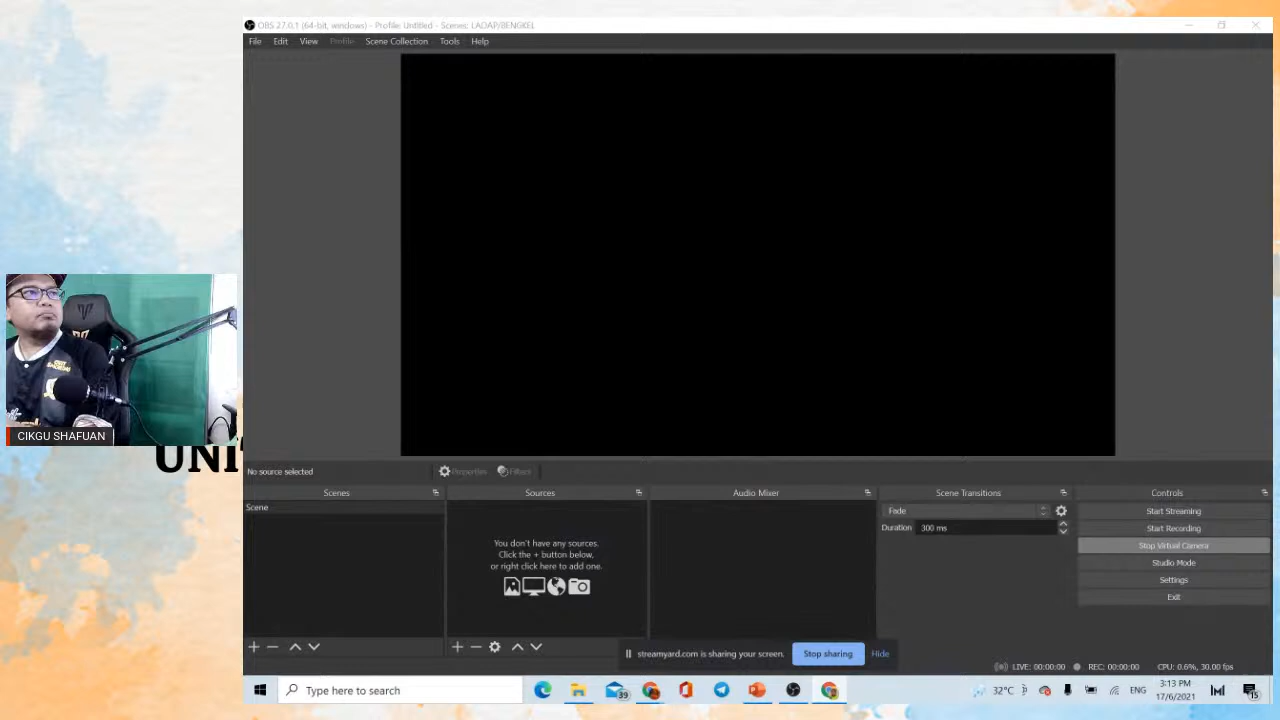 OBS 27.0.1 (64-bit, windows) - Profile: Untitled - Scenes: LADAP/BENGKEL
File Edit View Profile Scene Collection Tools Help
CIKGU SHAFUAN
UNI
No source selected
Properties Filters
Scenes
Sources
Audio Mixer
Scene Transitions
Controls
Scene
You don't have any sources.
Click the + button below,
or right click here to add one.
Fade
Duration 300 ms
Start Streaming
Start Recording
Stop Virtual Camera
Studio Mode
Settings
Exit
streamyard.com is sharing your screen.
Stop sharing
Hide
LIVE: 00:00:00
REC: 00:00:00
CPU: 0.6%, 30.00 fps
Type here to search
39
32°C
ENG
3:13 PM
17/6/2021
15